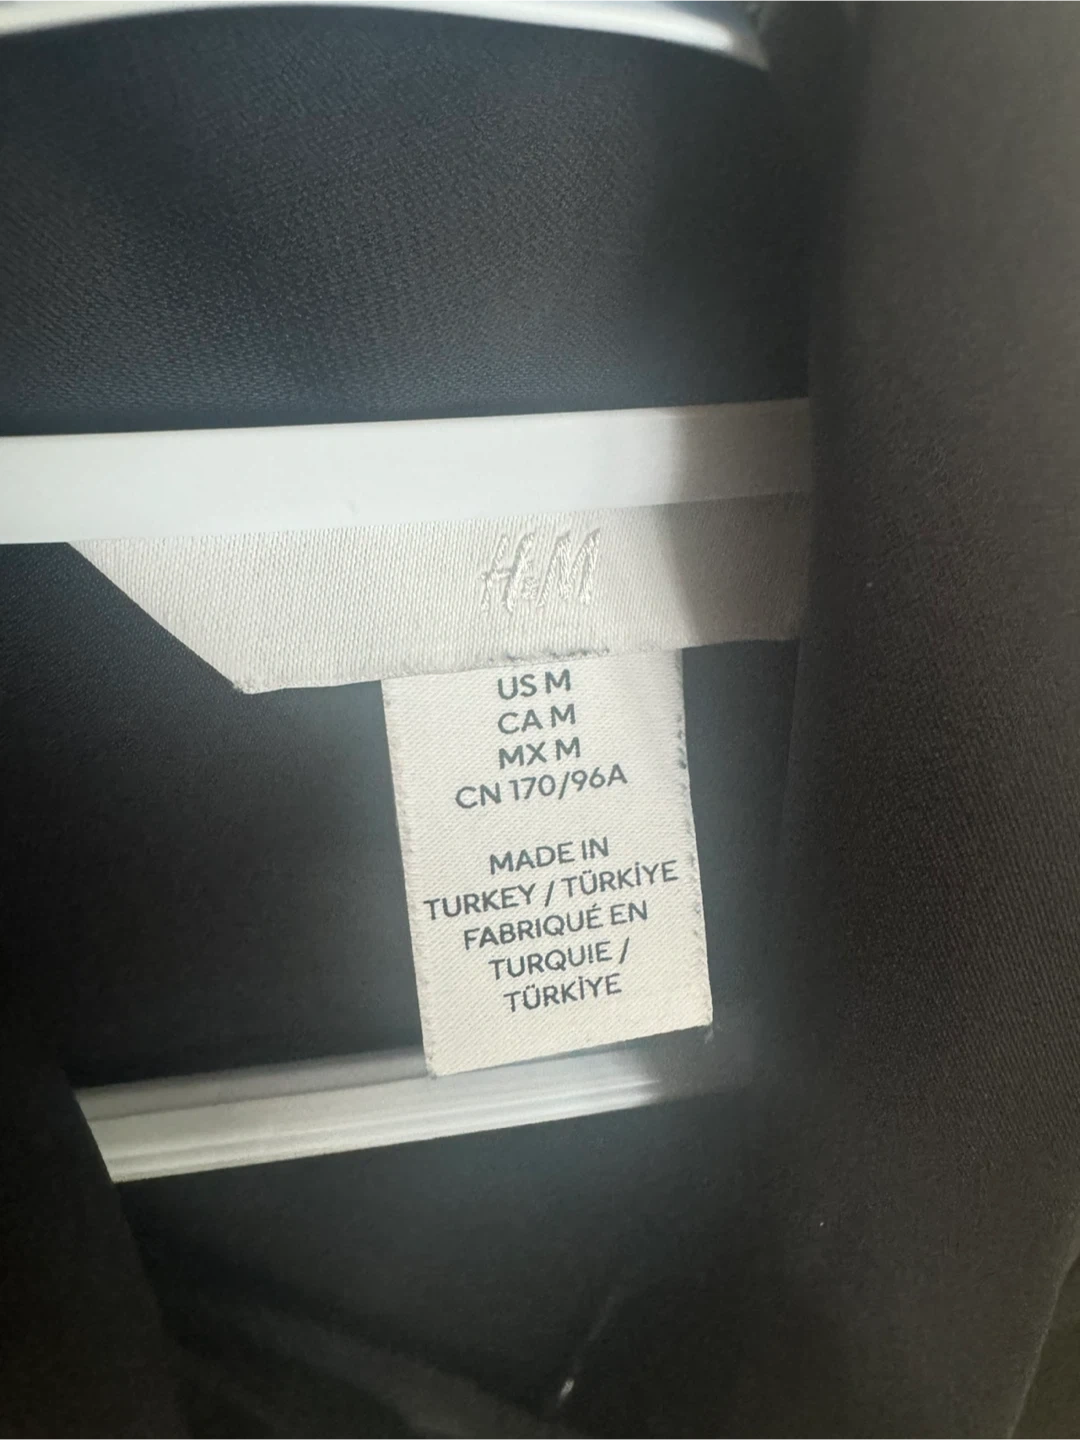 H&M
US M
CA M
MX M
CN 170/96A
MADE IN
TURKEY / TÜRKİYE
FABRIQUÉ EN
TURQUIE /
TÜRKİYE